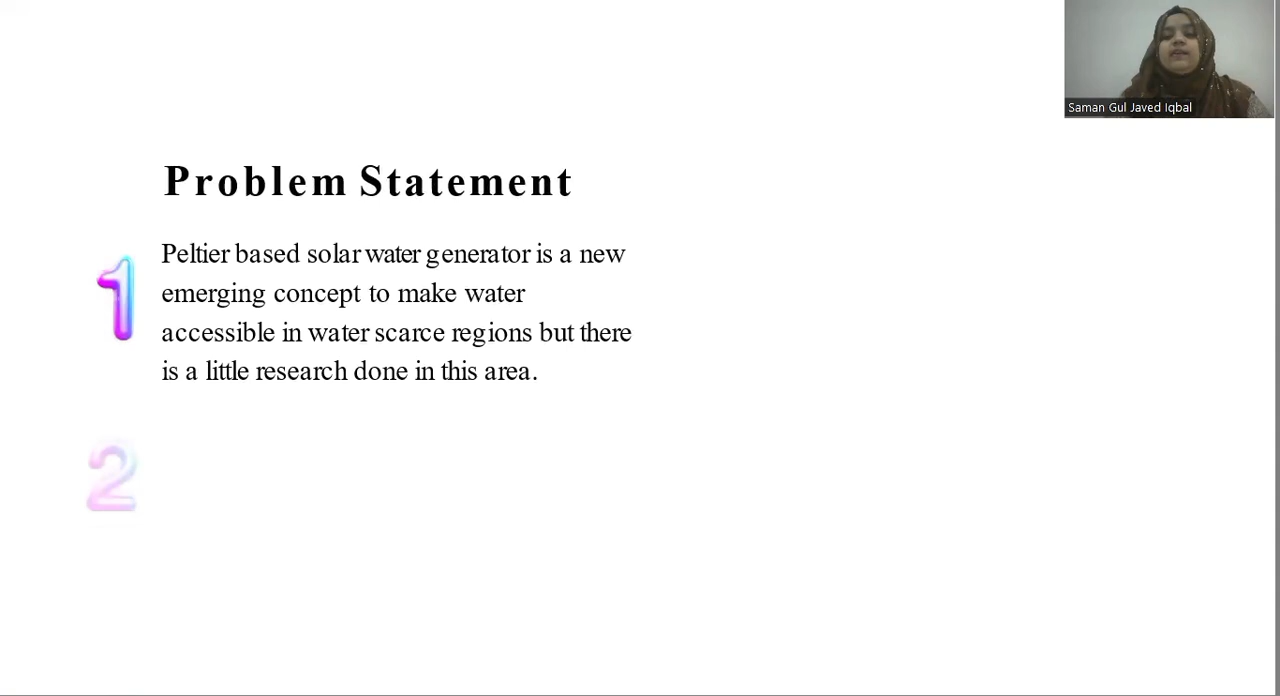 Saman Gul Javed Iqbal
Problem Statement
1
Peltier based solar water generator is a new
emerging concept to make water
accessible in water scarce regions but there
is a little research done in this area.
2